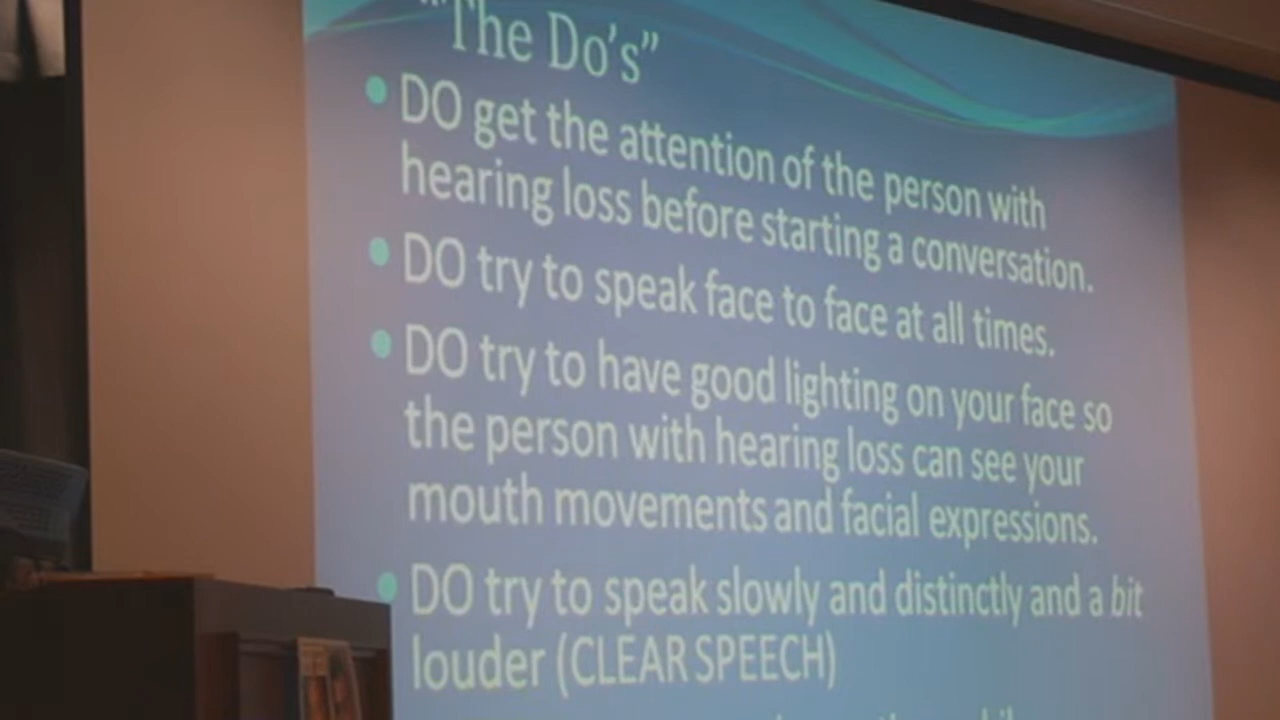 "The Do's”
• DO get the attention of the person with
hearing loss before starting a conversation.
• DO try to speak face to face at all times.
• DO try to have good lighting on your face so
the person with hearing loss can see your
mouth movements and facial expressions.
• DO try to speak slowly and distinctly and a bit
louder (CLEAR SPEECH)